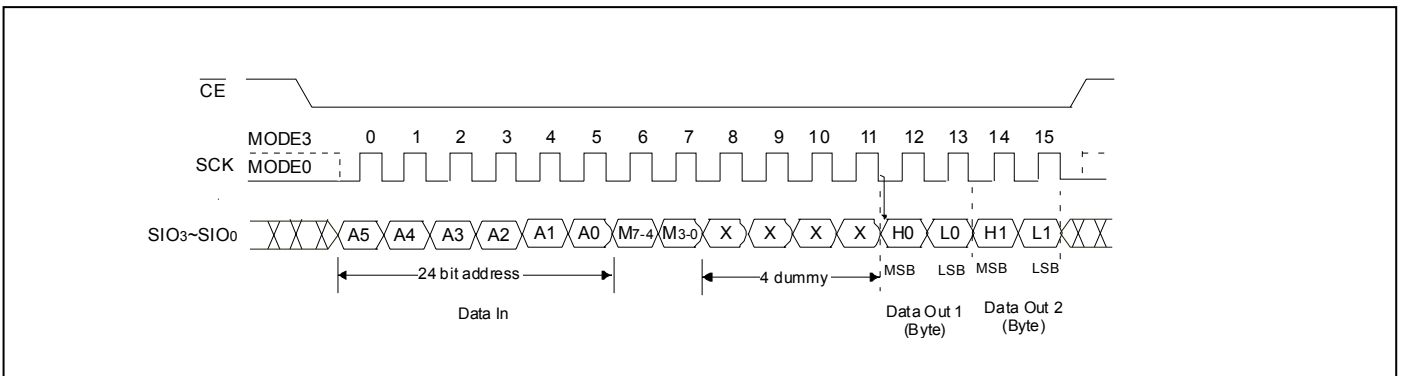 CE
MODE3 0 1 2 3 4 5 6 7 8 9 10 11 12 13 14 15
SCK MODE0
SIO3~SIO0 A5 A4 A3 A2 A1 A0 M7-4 M3-0 X X X X H0 L0 H1 L1
24 bit address 4 dummy MSB LSB MSB LSB
Data In Data Out 1 Data Out 2
(Byte) (Byte)